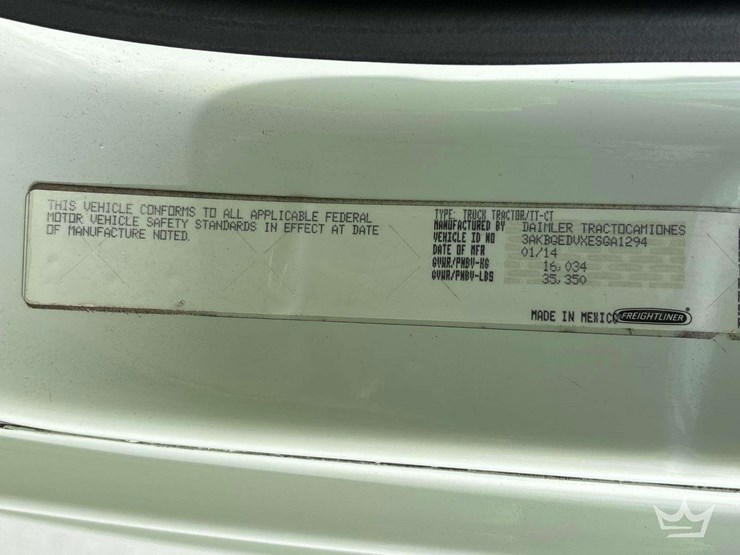 THIS VEHICLE CONFORMS TO ALL APPLICABLE FEDERAL
MOTOR VEHICLE SAFETY STANDARDS IN EFFECT AT DATE
OF MANUFACTURE NOTED.
TYPE: TRUCK TRACTOR/TT-CT
MANUFACTURED BY DAIMLER TRACTOCAMIONES
VEHICLE ID NO 3AKBGEDVXESGA1294
DATE OF MFR 01/14
GVWR/PNBV-KG 16,034
GVWR/PNBV-LBS 35,350
MADE IN MEXICO FREIGHTLINER